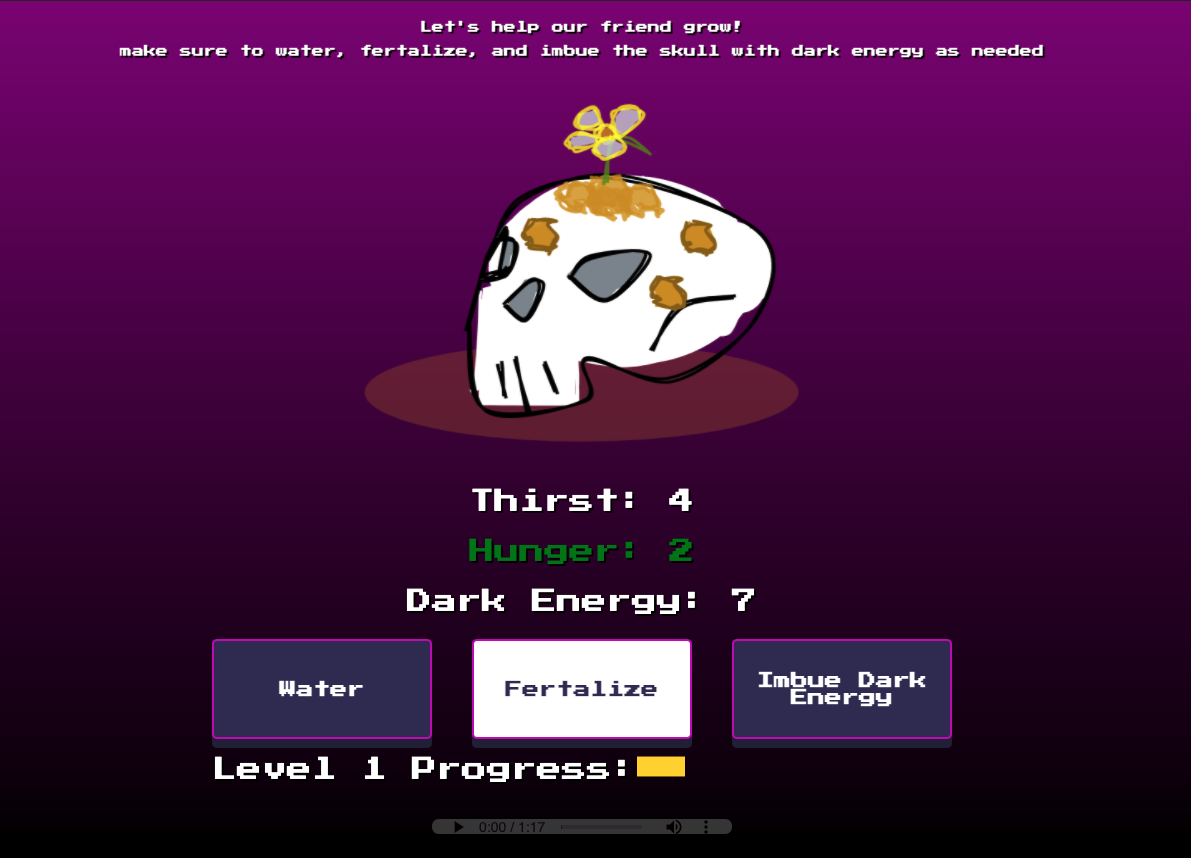 Let's help our friend grow!
make sure to water, fertalize, and imbue the skull with dark energy as needed
Thirst: 4
Hunger: 2
Dark Energy: 7
Water
Fertalize
Imbue Dark
Energy
Level 1 Progress:
0:00 / 1:17